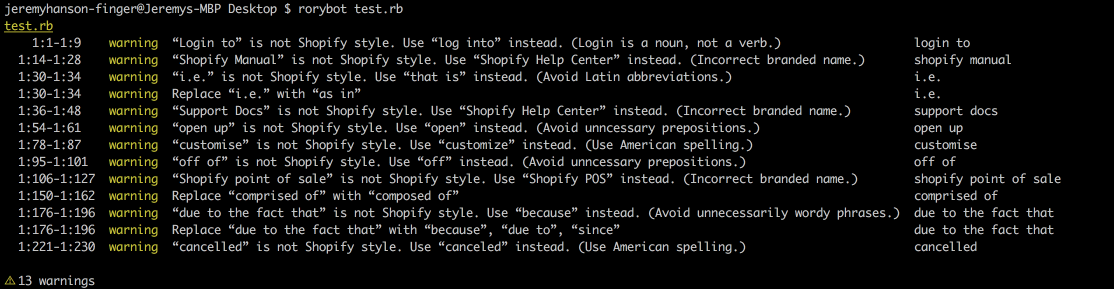 jeremyhanson-finger@Jeremys-MBP Desktop $ rorybot test.rb
test.rb
1:1-1:9 warning “Login to” is not Shopify style. Use “log into” instead. (Login is a noun, not a verb.) login to
1:14-1:28 warning “Shopify Manual” is not Shopify style. Use “Shopify Help Center” instead. (Incorrect branded name.) shopify manual
1:30-1:34 warning “i.e.” is not Shopify style. Use “that is” instead. (Avoid Latin abbreviations.) i.e.
1:30-1:34 warning Replace “i.e.” with “as in” i.e.
1:36-1:48 warning “Support Docs” is not Shopify style. Use “Shopify Help Center” instead. (Incorrect branded name.) support docs
1:54-1:61 warning “open up” is not Shopify style. Use “open” instead. (Avoid unncessary prepositions.) open up
1:78-1:87 warning “customise” is not Shopify style. Use “customize” instead. (Use American spelling.) customise
1:95-1:101 warning “off of” is not Shopify style. Use “off” instead. (Avoid unncessary prepositions.) off of
1:106-1:127 warning “Shopify point of sale” is not Shopify style. Use “Shopify POS” instead. (Incorrect branded name.) shopify point of sale
1:150-1:162 warning Replace “comprised of” with “composed of” comprised of
1:176-1:196 warning “due to the fact that” is not Shopify style. Use “because” instead. (Avoid unnecessarily wordy phrases.) due to the fact that
1:176-1:196 warning Replace “due to the fact that” with “because”, “due to”, “since” due to the fact that
1:221-1:230 warning “cancelled” is not Shopify style. Use “canceled” instead. (Use American spelling.) cancelled
⚠ 13 warnings